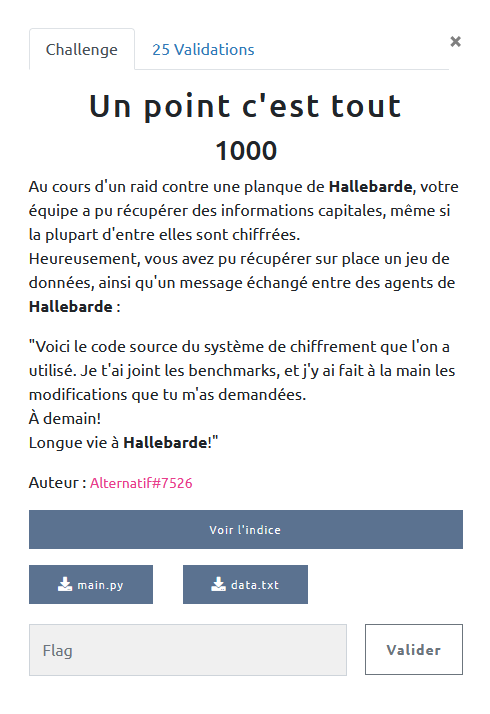 Challenge
25 Validations
×
Un point c'est tout
1000
Au cours d'un raid contre une planque de Hallebarde, votre
équipe a pu récupérer des informations capitales, même si
la plupart d'entre elles sont chiffrées.
Heureusement, vous avez pu récupérer sur place un jeu de
données, ainsi qu'un message échangé entre des agents de
Hallebarde :
"Voici le code source du système de chiffrement que l'on a
utilisé. Je t'ai joint les benchmarks, et j'y ai fait à la main les
modifications que tu m'as demandées.
À demain!
Longue vie à Hallebarde!"
Auteur : Alternatif#7526
Voir l'indice
main.py
data.txt
Flag
Valider